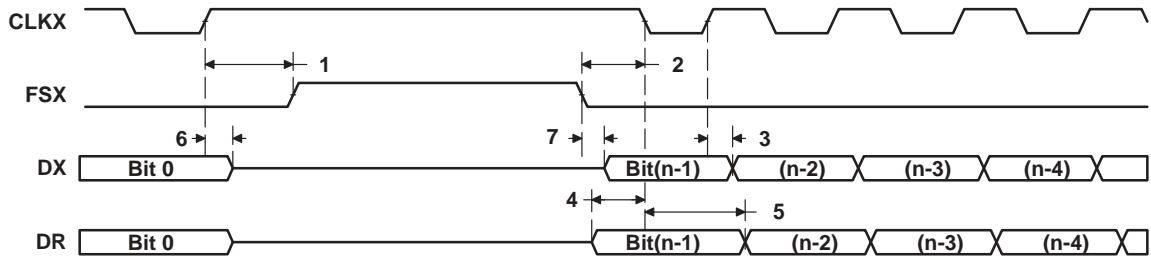 CLKX
1 2
FSX
6 7 3
DX Bit 0 Bit(n-1) (n-2) (n-3) (n-4)
4 5
DR Bit 0 Bit(n-1) (n-2) (n-3) (n-4)